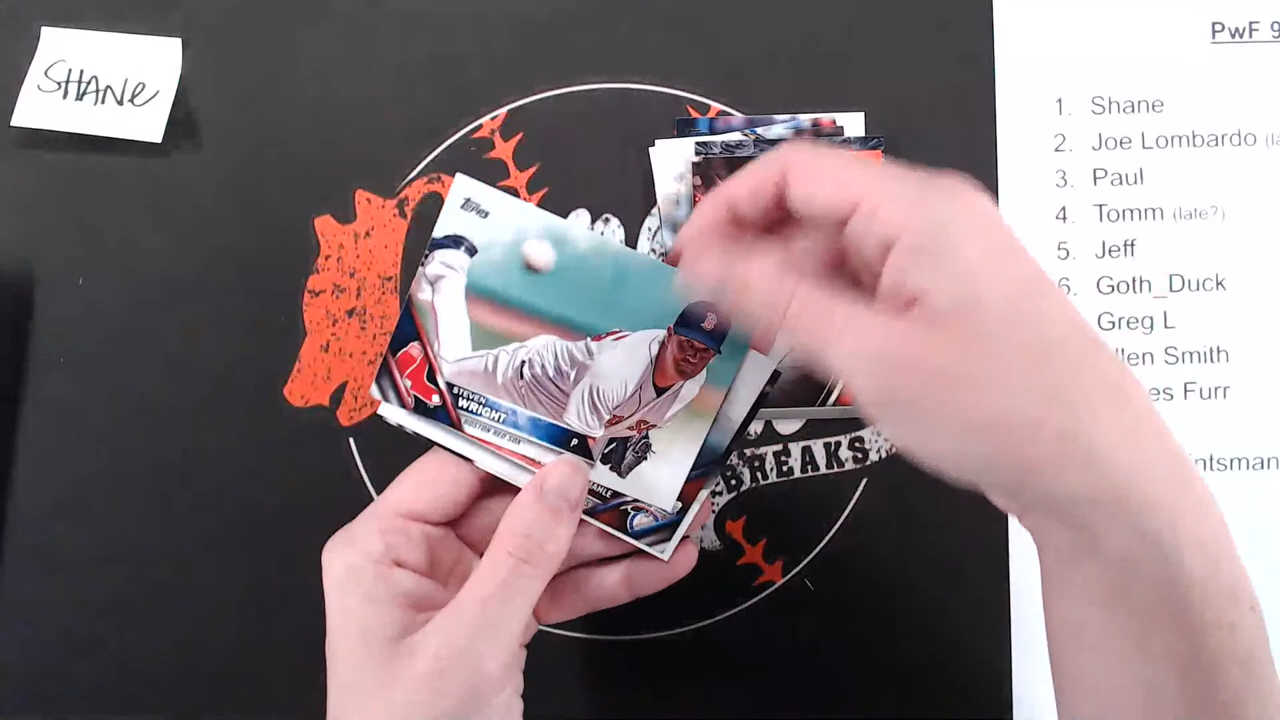 SHANE
PwF 9
1. Shane
2. Joe Lombardo
3. Paul
4. Tomm (late?)
5. Jeff
6. Goth_Duck
Greg L
llen Smith
es Furr
ntsman
TOPPS
STEVEN
WRIGHT
BOSTON RED SOX
P
B
MAHLE
BREAKS